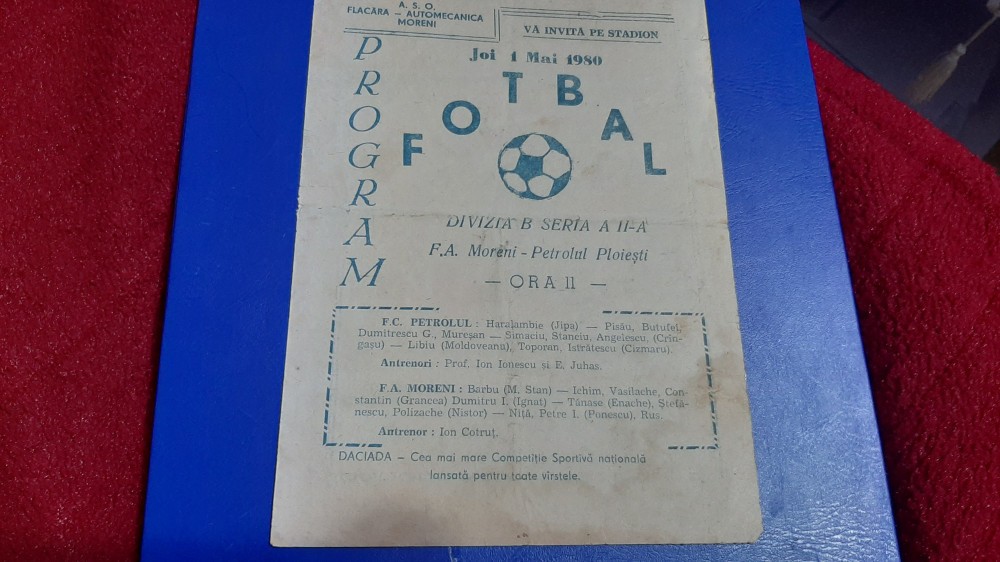 A. S. O.
FLACĂRA – AUTOMECANICA
MORENI
VĂ INVITĂ PE STADION
PROGRAM
Joi 1 Mai 1980
FOTBAL
DIVIZIA B SERIA A II-A
F.A. Moreni - Petrolul Ploiești
— ORA 11 —
F.C. PETROLUL : Haralambie (Jipa) — Pisău, Butufei,
Dumitrescu G., Mureșan — Simaciu, Stanciu, Angelescu, (Crîn-
gașu) — Libiu (Moldoveanu), Toporan, Istrătescu (Cizmaru).
Antrenori : Prof. Ion Ionescu și E. Juhas.
F.A. MORENI : Barbu (M. Stan) — Ichim, Vasilache, Con-
stantin (Grancea) Dumitru I. (Ignat) — Tănase (Enache), Ștefă-
nescu, Polizache (Nistor) — Niță, Petre I. (Ponescu), Rus.
Antrenor : Ion Cotruț.
DACIADA – Cea mai mare Competiție Sportivă națională
lansată pentru toate vîrstele.